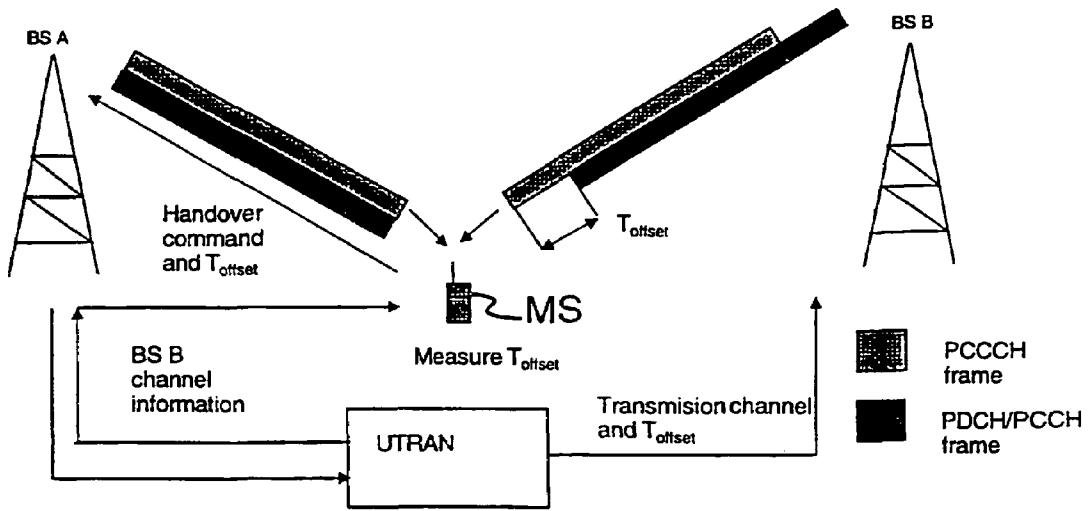 BS A
BS B
Handover
command
and Toffset
Toffset
MS
Measure Toffset
BS B
channel
information
UTRAN
Transmision channel
and Toffset
PCCCH
frame
PDCH/PCCH
frame